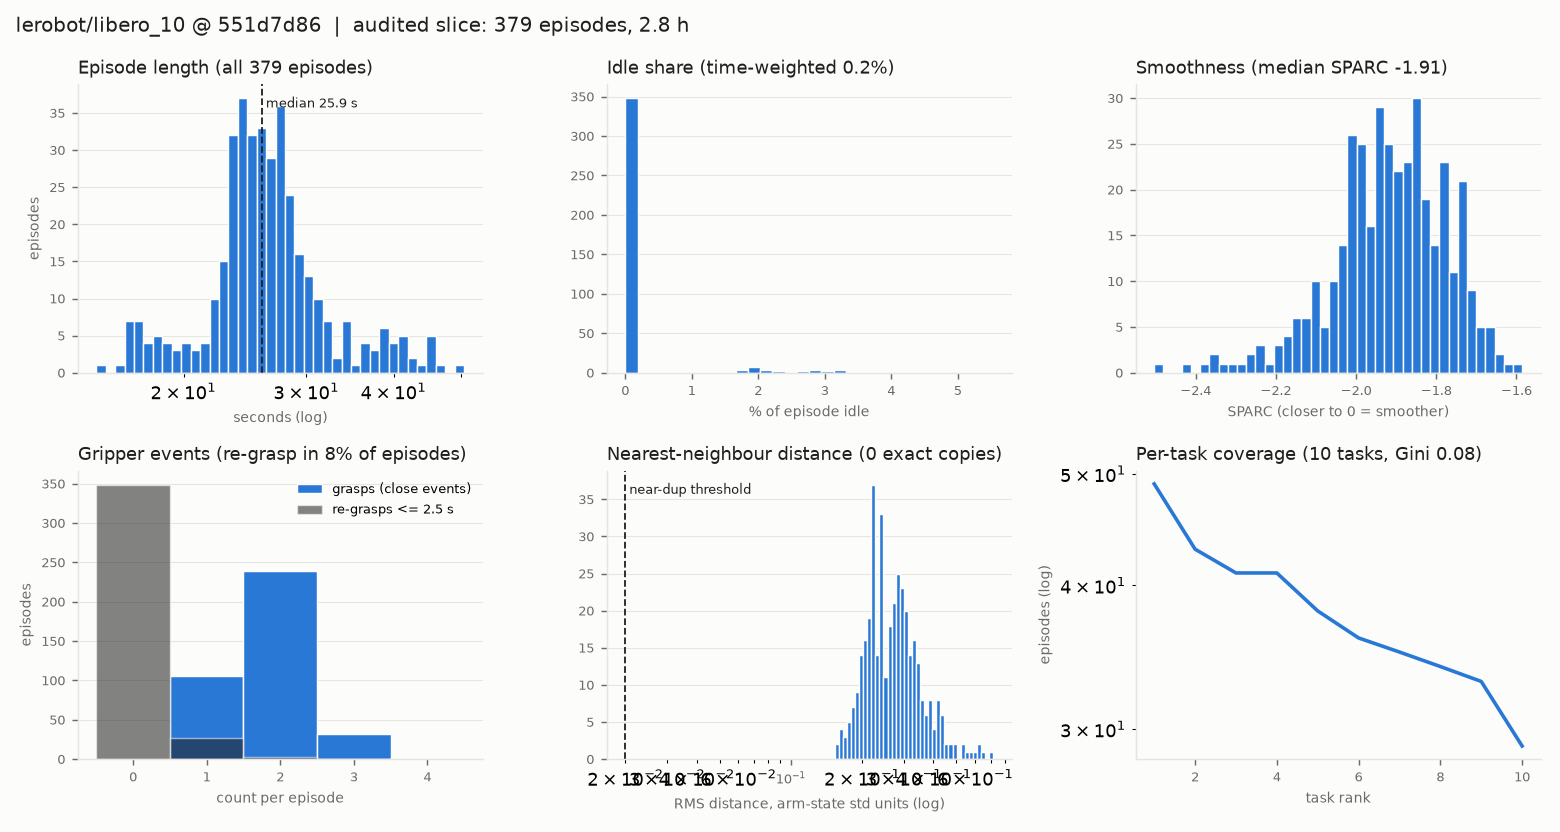 lerobot/libero_10 @ 551d7d86 | audited slice: 379 episodes, 2.8 h
Episode length (all 379 episodes)
median 25.9 s
episodes
35
30
25
20
15
10
5
0
2 × 10¹
3 × 10¹
4 × 10¹
seconds (log)
Idle share (time-weighted 0.2%)
350
300
250
200
150
100
50
0
0 1 2 3 4 5
% of episode idle
Smoothness (median SPARC -1.91)
30
25
20
15
10
5
0
−2.4 −2.2 −2.0 −1.8 −1.6
SPARC (closer to 0 = smoother)
Gripper events (re-grasp in 8% of episodes)
grasps (close events)
re-grasps <= 2.5 s
episodes
350
300
250
200
150
100
50
0
0 1 2 3 4
count per episode
Nearest-neighbour distance (0 exact copies)
near-dup threshold
35
30
25
20
15
10
5
0
10⁻¹
RMS distance, arm-state std units (log)
Per-task coverage (10 tasks, Gini 0.08)
episodes (log)
5 × 10¹
4 × 10¹
3 × 10¹
2 4 6 8 10
task rank